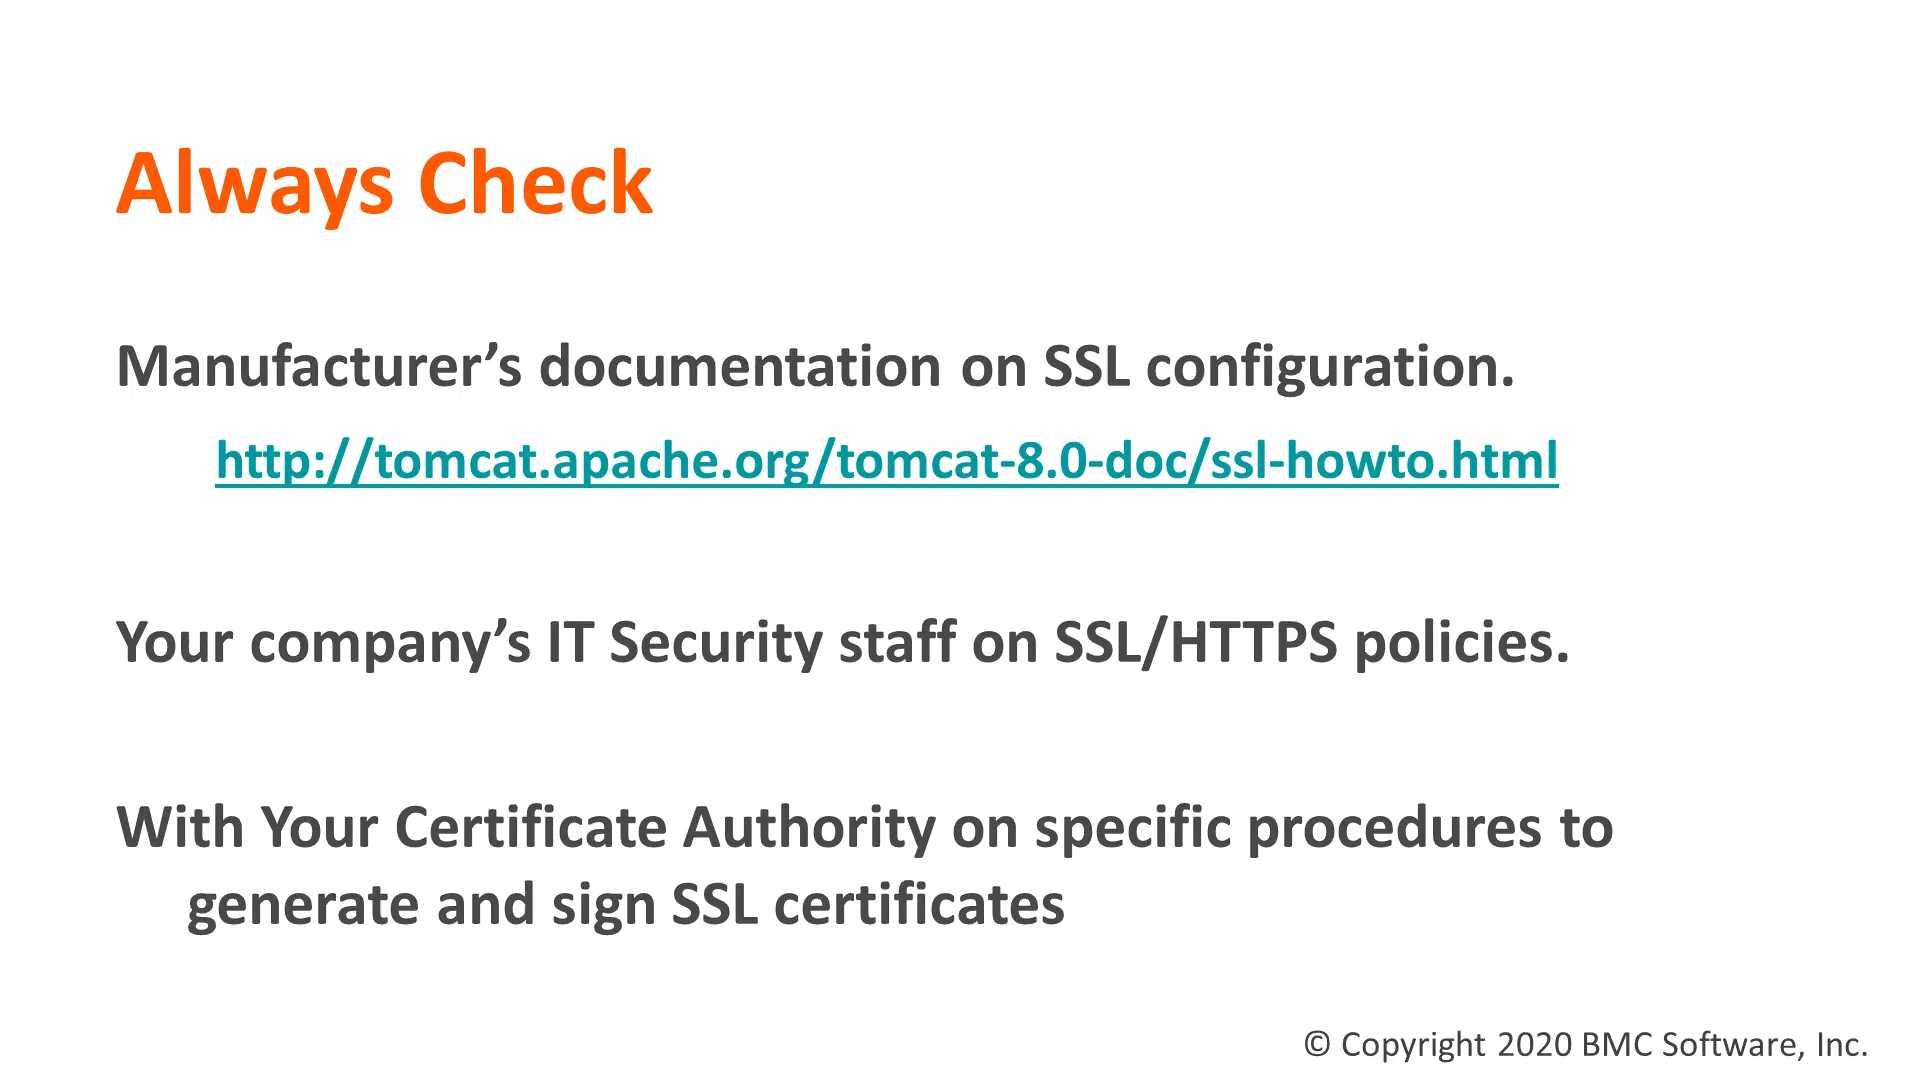 Always Check
Manufacturer’s documentation on SSL configuration.
http://tomcat.apache.org/tomcat-8.0-doc/ssl-howto.html
Your company’s IT Security staff on SSL/HTTPS policies.
With Your Certificate Authority on specific procedures to
generate and sign SSL certificates
© Copyright 2020 BMC Software, Inc.